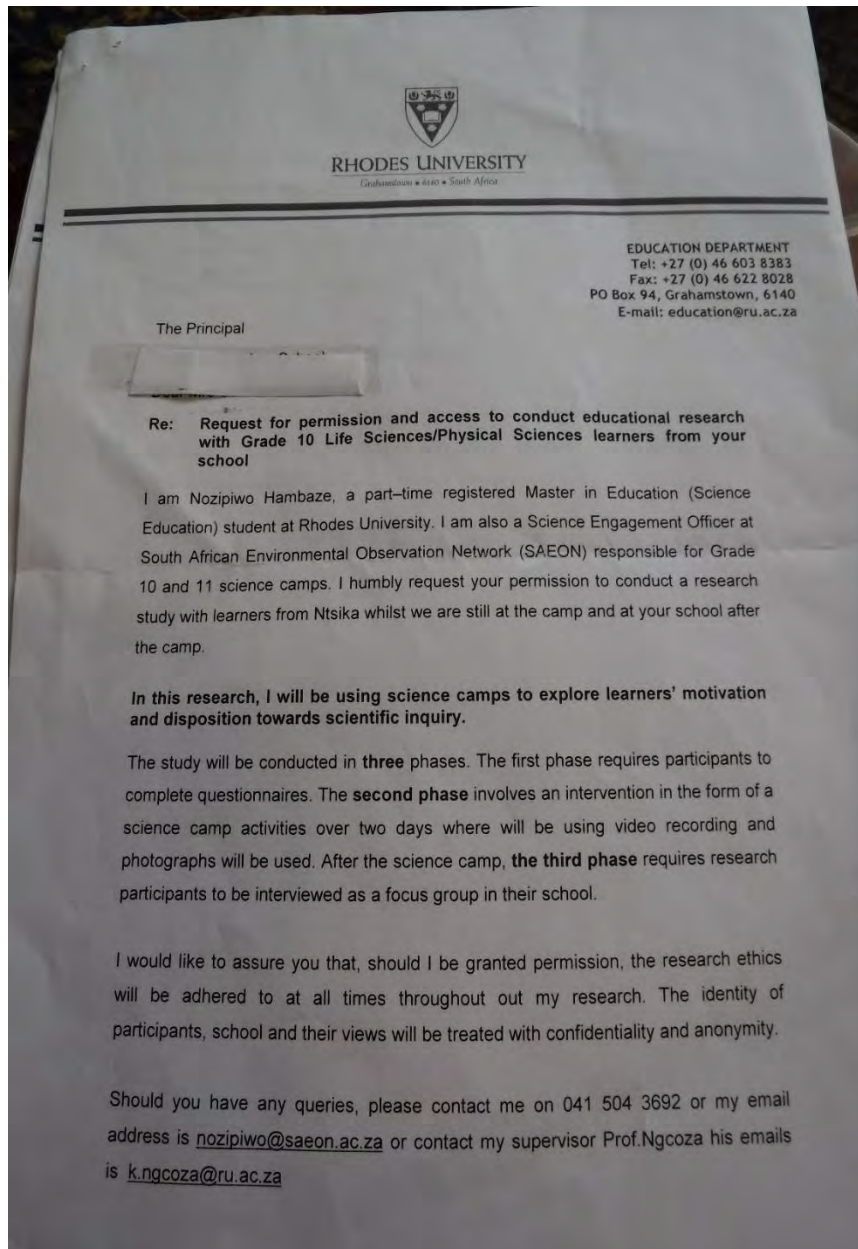 RHODES UNIVERSITY
Grahamstown • 6140 • South Africa
EDUCATION DEPARTMENT
Tel: +27 (0) 46 603 8383
Fax: +27 (0) 46 622 8028
PO Box 94, Grahamstown, 6140
E-mail: education@ru.ac.za
The Principal
Re: Request for permission and access to conduct educational research
with Grade 10 Life Sciences/Physical Sciences learners from your
school
I am Nozipiwo Hambaze, a part–time registered Master in Education (Science
Education) student at Rhodes University. I am also a Science Engagement Officer at
South African Environmental Observation Network (SAEON) responsible for Grade
10 and 11 science camps. I humbly request your permission to conduct a research
study with learners from Ntsika whilst we are still at the camp and at your school after
the camp.
In this research, I will be using science camps to explore learners’ motivation
and disposition towards scientific inquiry.
The study will be conducted in three phases. The first phase requires participants to
complete questionnaires. The second phase involves an intervention in the form of a
science camp activities over two days where will be using video recording and
photographs will be used. After the science camp, the third phase requires research
participants to be interviewed as a focus group in their school.
I would like to assure you that, should I be granted permission, the research ethics
will be adhered to at all times throughout out my research. The identity of
participants, school and their views will be treated with confidentiality and anonymity.
Should you have any queries, please contact me on 041 504 3692 or my email
address is nozipiwo@saeon.ac.za or contact my supervisor Prof.Ngcoza his emails
is k.ngcoza@ru.ac.za